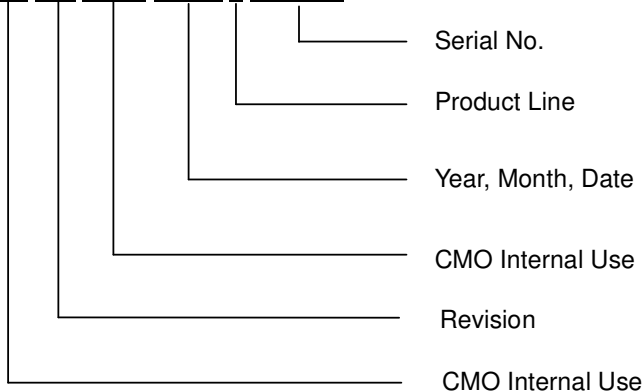 Serial No.
Product Line
Year, Month, Date
CMO Internal Use
Revision
CMO Internal Use